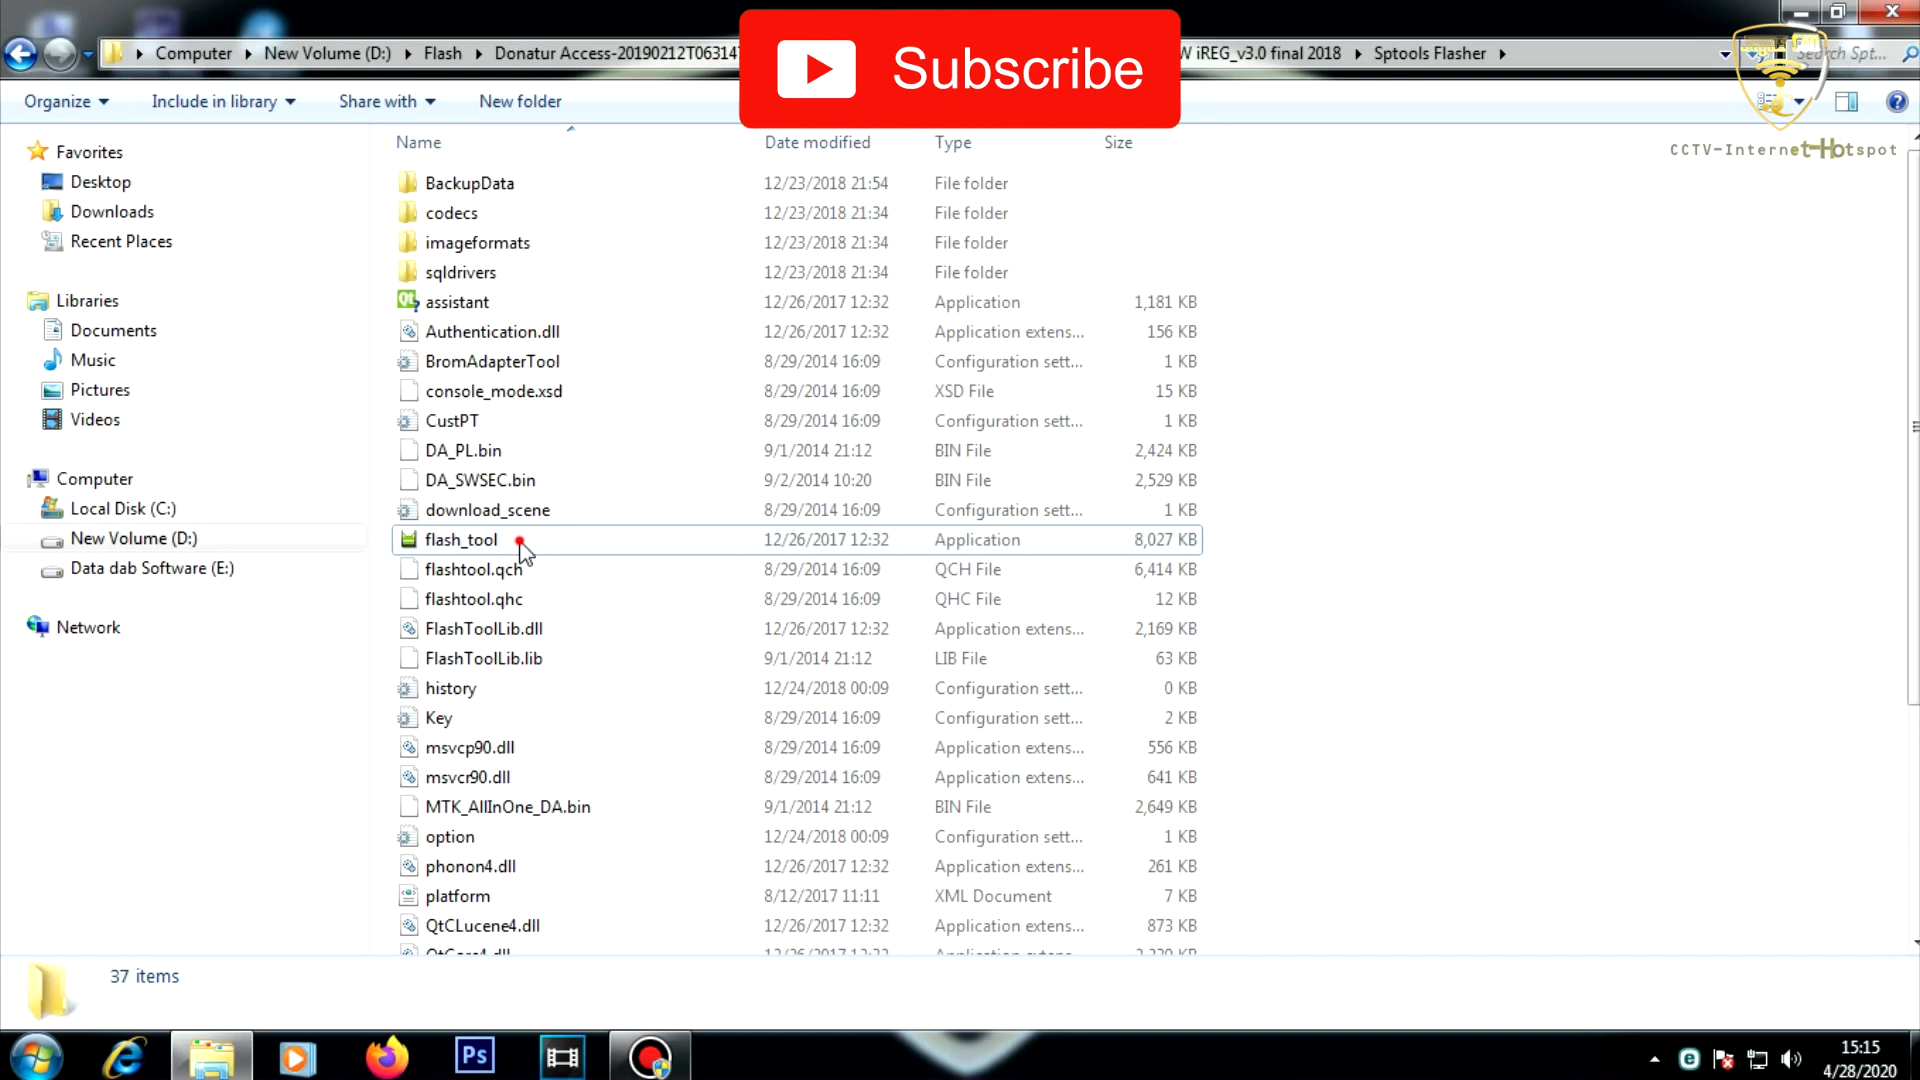 Computer
New Volume (D:)
Flash
Donatur Access-20190212T06314
Subscribe
W iREG_v3.0 final 2018
Sptools Flasher
Search Spt...
Organize
Include in library
Share with
New folder
CCTV-Internet-Hotspot
Name Date modified Type Size
Favorites
Desktop
Downloads
Recent Places
Libraries
Documents
Music
Pictures
Videos
Computer
Local Disk (C:)
New Volume (D:)
Data dab Software (E:)
Network
BackupData 12/23/2018 21:54 File folder
codecs 12/23/2018 21:34 File folder
imageformats 12/23/2018 21:34 File folder
sqldrivers 12/23/2018 21:34 File folder
assistant 12/26/2017 12:32 Application 1,181 KB
Authentication.dll 12/26/2017 12:32 Application extens... 156 KB
BromAdapterTool 8/29/2014 16:09 Configuration sett... 1 KB
console_mode.xsd 8/29/2014 16:09 XSD File 15 KB
CustPT 8/29/2014 16:09 Configuration sett... 1 KB
DA_PL.bin 9/1/2014 21:12 BIN File 2,424 KB
DA_SWSEC.bin 9/2/2014 10:20 BIN File 2,529 KB
download_scene 8/29/2014 16:09 Configuration sett... 1 KB
flash_tool 12/26/2017 12:32 Application 8,027 KB
flashtool.qch 8/29/2014 16:09 QCH File 6,414 KB
flashtool.qhc 8/29/2014 16:09 QHC File 12 KB
FlashToolLib.dll 12/26/2017 12:32 Application extens... 2,169 KB
FlashToolLib.lib 9/1/2014 21:12 LIB File 63 KB
history 12/24/2018 00:09 Configuration sett... 0 KB
Key 8/29/2014 16:09 Configuration sett... 2 KB
msvcp90.dll 8/29/2014 16:09 Application extens... 556 KB
msvcr90.dll 8/29/2014 16:09 Application extens... 641 KB
MTK_AllInOne_DA.bin 9/1/2014 21:12 BIN File 2,649 KB
option 12/24/2018 00:09 Configuration sett... 1 KB
phonon4.dll 12/26/2017 12:32 Application extens... 261 KB
platform 8/12/2017 11:11 XML Document 7 KB
QtCLucene4.dll 12/26/2017 12:32 Application extens... 873 KB
37 items
Ps
15:15
4/28/2020